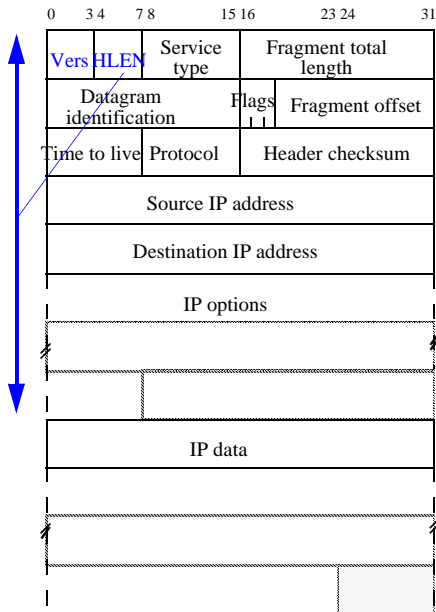 0 3 4 7 8 15 16 23 24 31
Vers HLEN Service type Fragment total length
Datagram identification Flags Fragment offset
Time to live Protocol Header checksum
Source IP address
Destination IP address
IP options
IP data